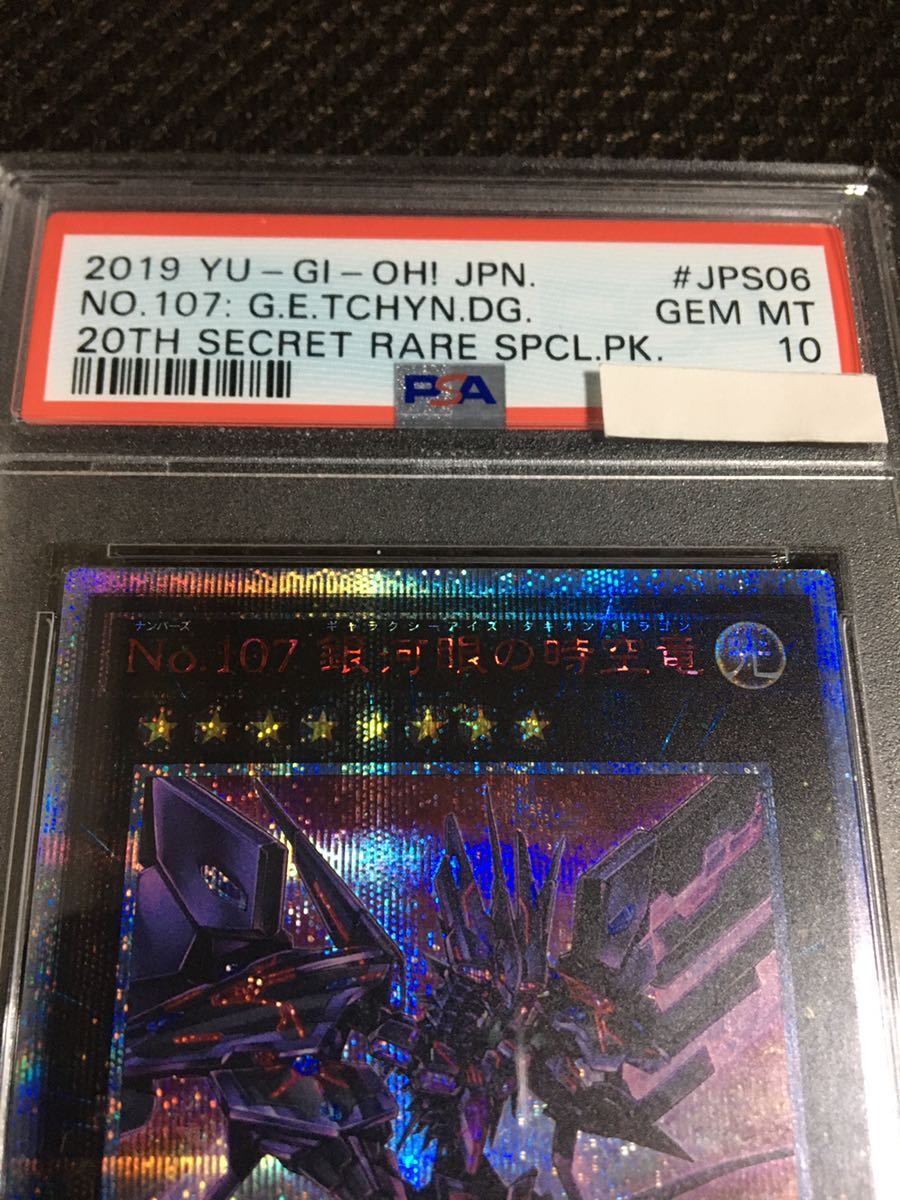 2019 YU-GI-OH! JPN. #JPS06
NO.107: G.E.TCHYN.DG. GEM MT
20TH SECRET RARE SPCL.PK. 10
PSA
ナンバーズ ギャラクシーアイズ・タキオン・ドラゴン
No.107 銀河眼の時空竜 光